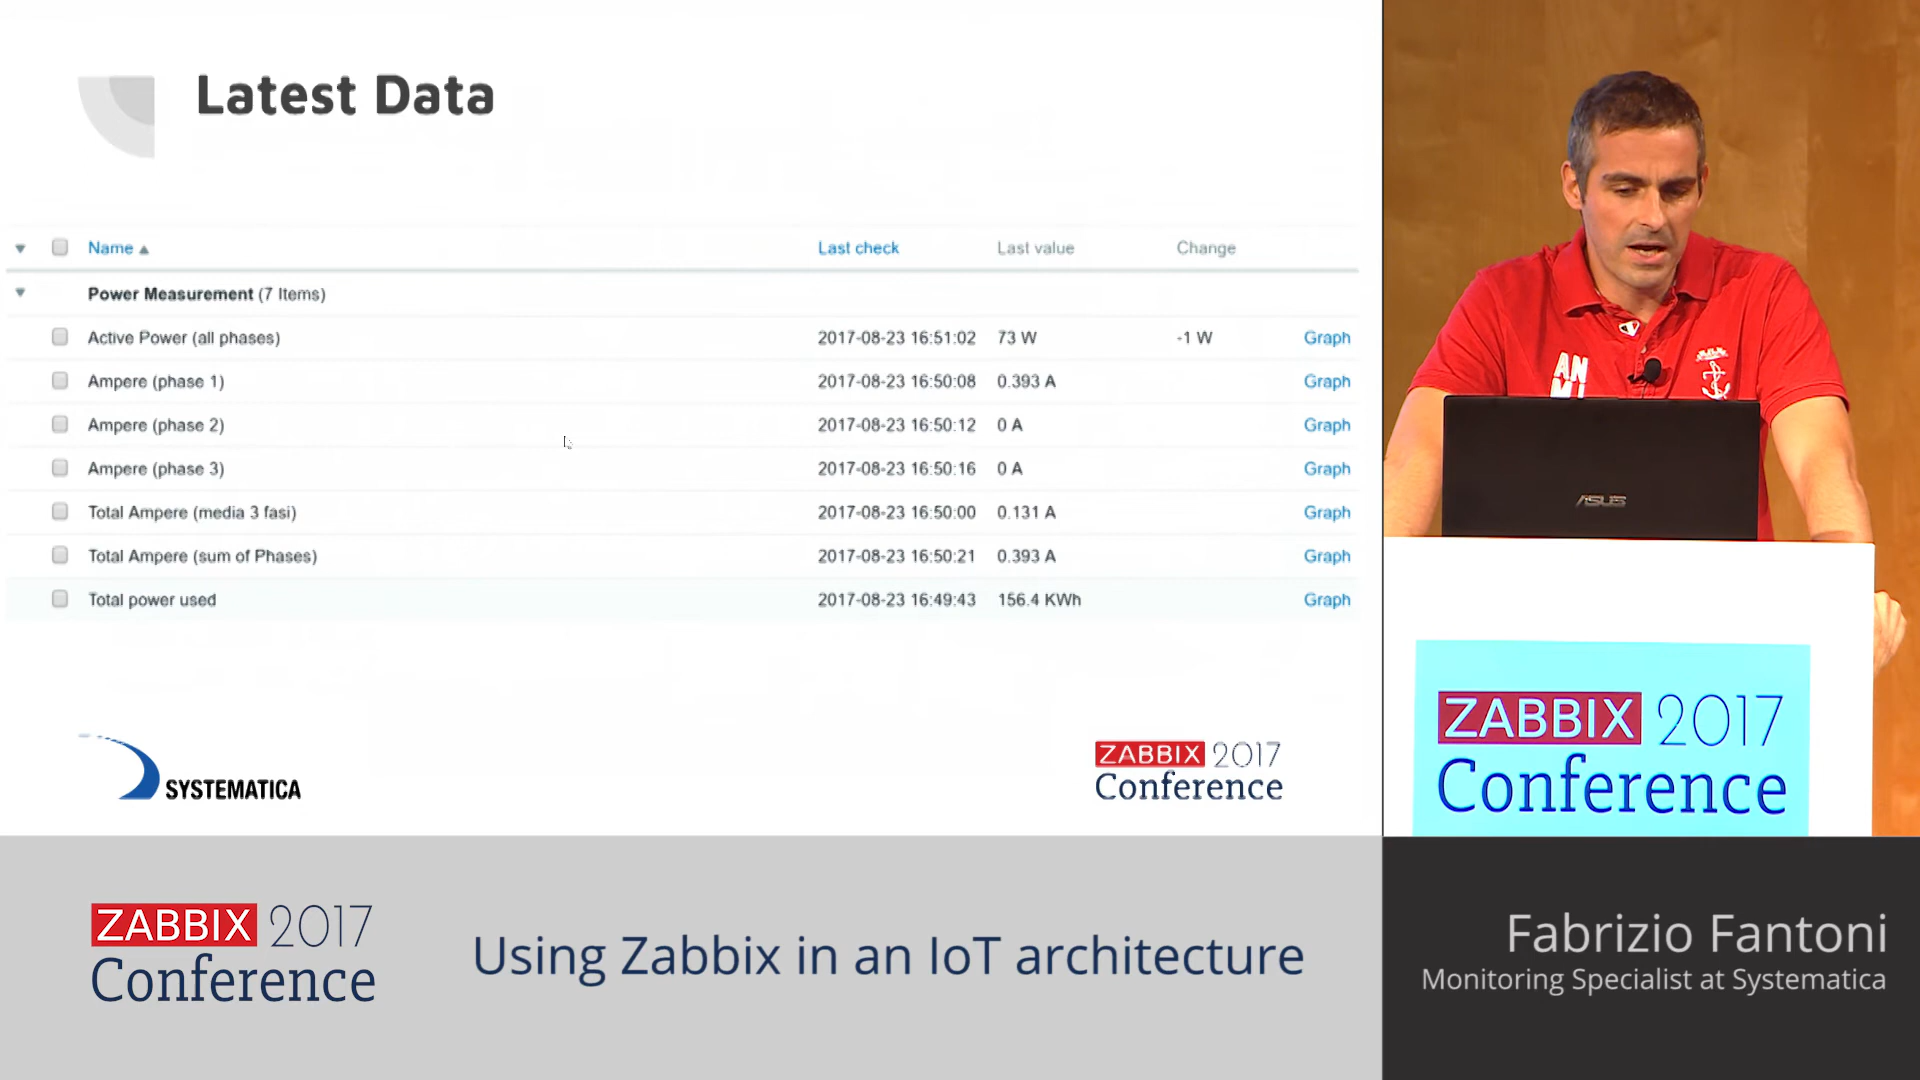 Latest Data
Name Last check Last value Change
Power Measurement (7 Items)
Active Power (all phases) 2017-08-23 16:51:02 73 W -1 W Graph
Ampere (phase 1) 2017-08-23 16:50:08 0.393 A Graph
Ampere (phase 2) 2017-08-23 16:50:12 0 A Graph
Ampere (phase 3) 2017-08-23 16:50:16 0 A Graph
Total Ampere (media 3 fasi) 2017-08-23 16:50:00 0.131 A Graph
Total Ampere (sum of Phases) 2017-08-23 16:50:21 0.393 A Graph
Total power used 2017-08-23 16:49:43 156.4 KWh Graph
SYSTEMATICA
ZABBIX 2017
Conference
AN
ASUS
ZABBIX 2017
Conference
ZABBIX 2017
Conference
Using Zabbix in an IoT architecture
Fabrizio Fantoni
Monitoring Specialist at Systematica